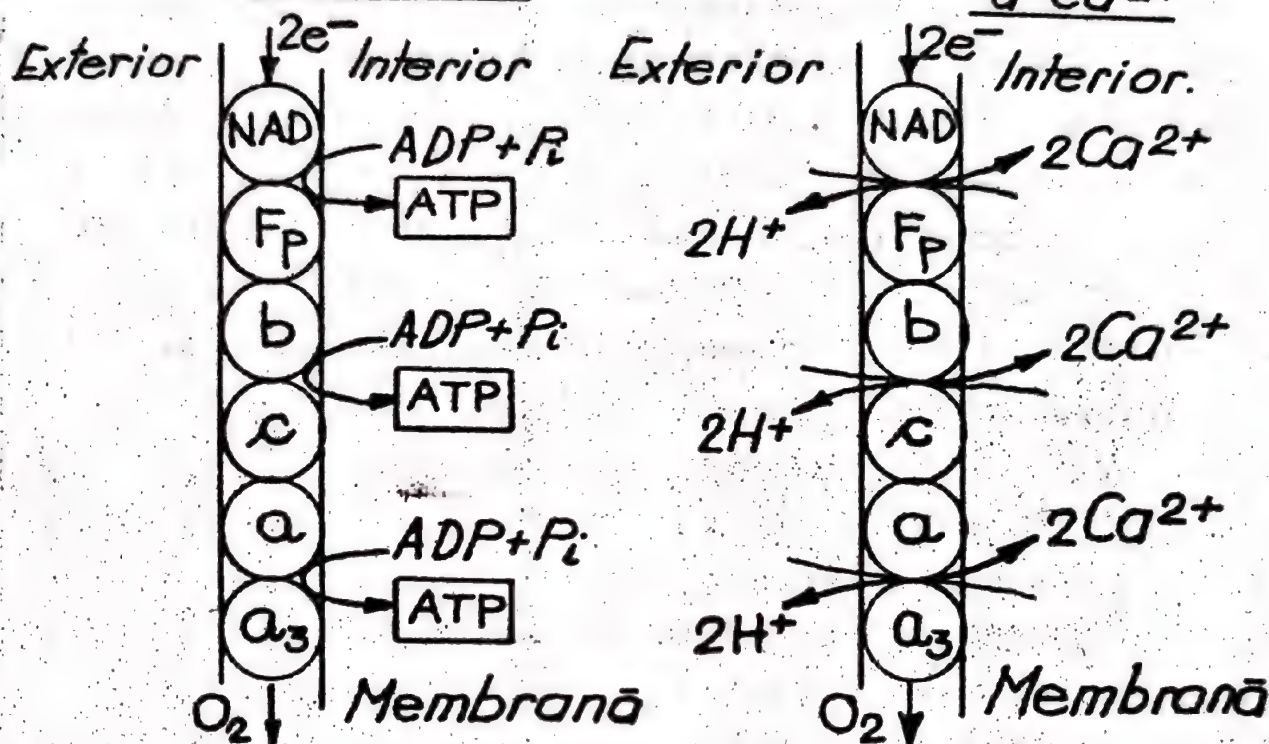 a Ca²⁺
Exterior
2e⁻
Interior
NAD
ADP+Pi
ATP
Fp
b
ADP+Pi
ATP
c
a
ADP+Pi
ATP
a₃
O₂
Membrană
Exterior
2e⁻
Interior.
NAD
2Ca²⁺
2H⁺
Fp
b
2Ca²⁺
2H⁺
c
a
2Ca²⁺
2H⁺
a₃
O₂
Membrană